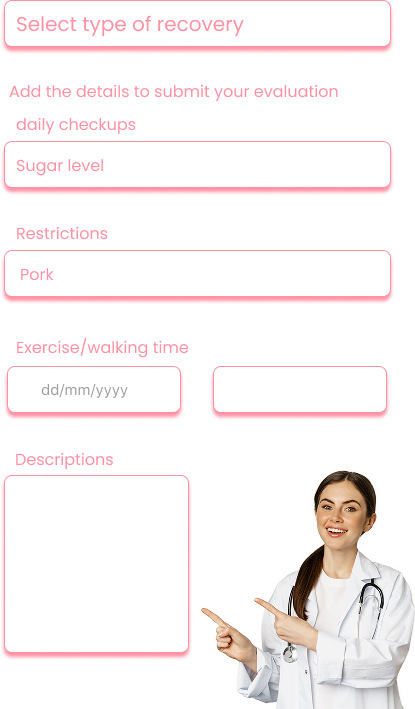 Select type of recovery
Add the details to submit your evaluation
daily checkups
Sugar level
Restrictions
Pork
Exercise/walking time
dd/mm/yyyy
Descriptions